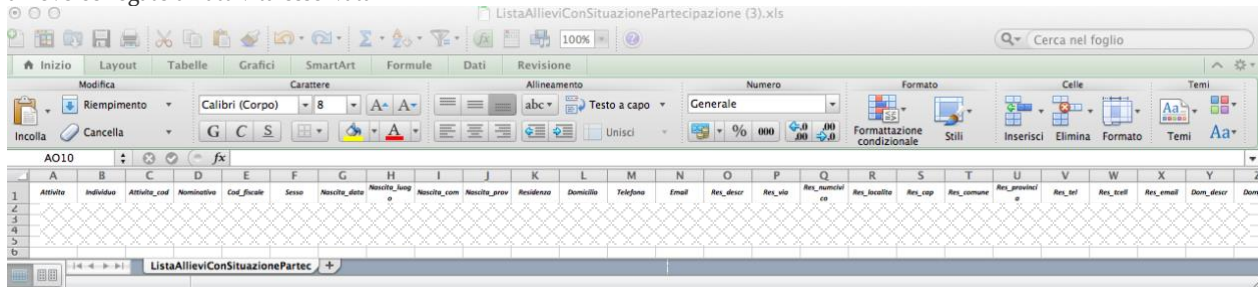 ListaAllieviConSituazionePartecipazione (3).xls
100%
Cerca nel foglio
Inizio Layout Tabelle Grafici SmartArt Formule Dati Revisione
Modifica Carattere Allineamento Numero Formato Celle Temi
Riempimento Calibri (Corpo) 8 A A abc Testo a capo Generale
Incolla Cancella G C S A Unisci % 000 Formattazione condizionale Stili Inserisci Elimina Formato Temi Aa
AO10 fx
A B C D E F G H I J K L M N O P Q R S T U V W X Y Z
1 Attivita Individuo Attivita_cod Nominativo Cod_fiscale Sesso Nascita_data Nascita_luogo Nascita_com Nascita_prov Residenza Domicilio Telefono Email Res_descr Res_via Res_numcivico Res_localita Res_cap Res_comune Res_provincia Res_tel Res_tcell Res_email Dom_descr
2
3
4
5
6
ListaAllieviConSituazionePartec